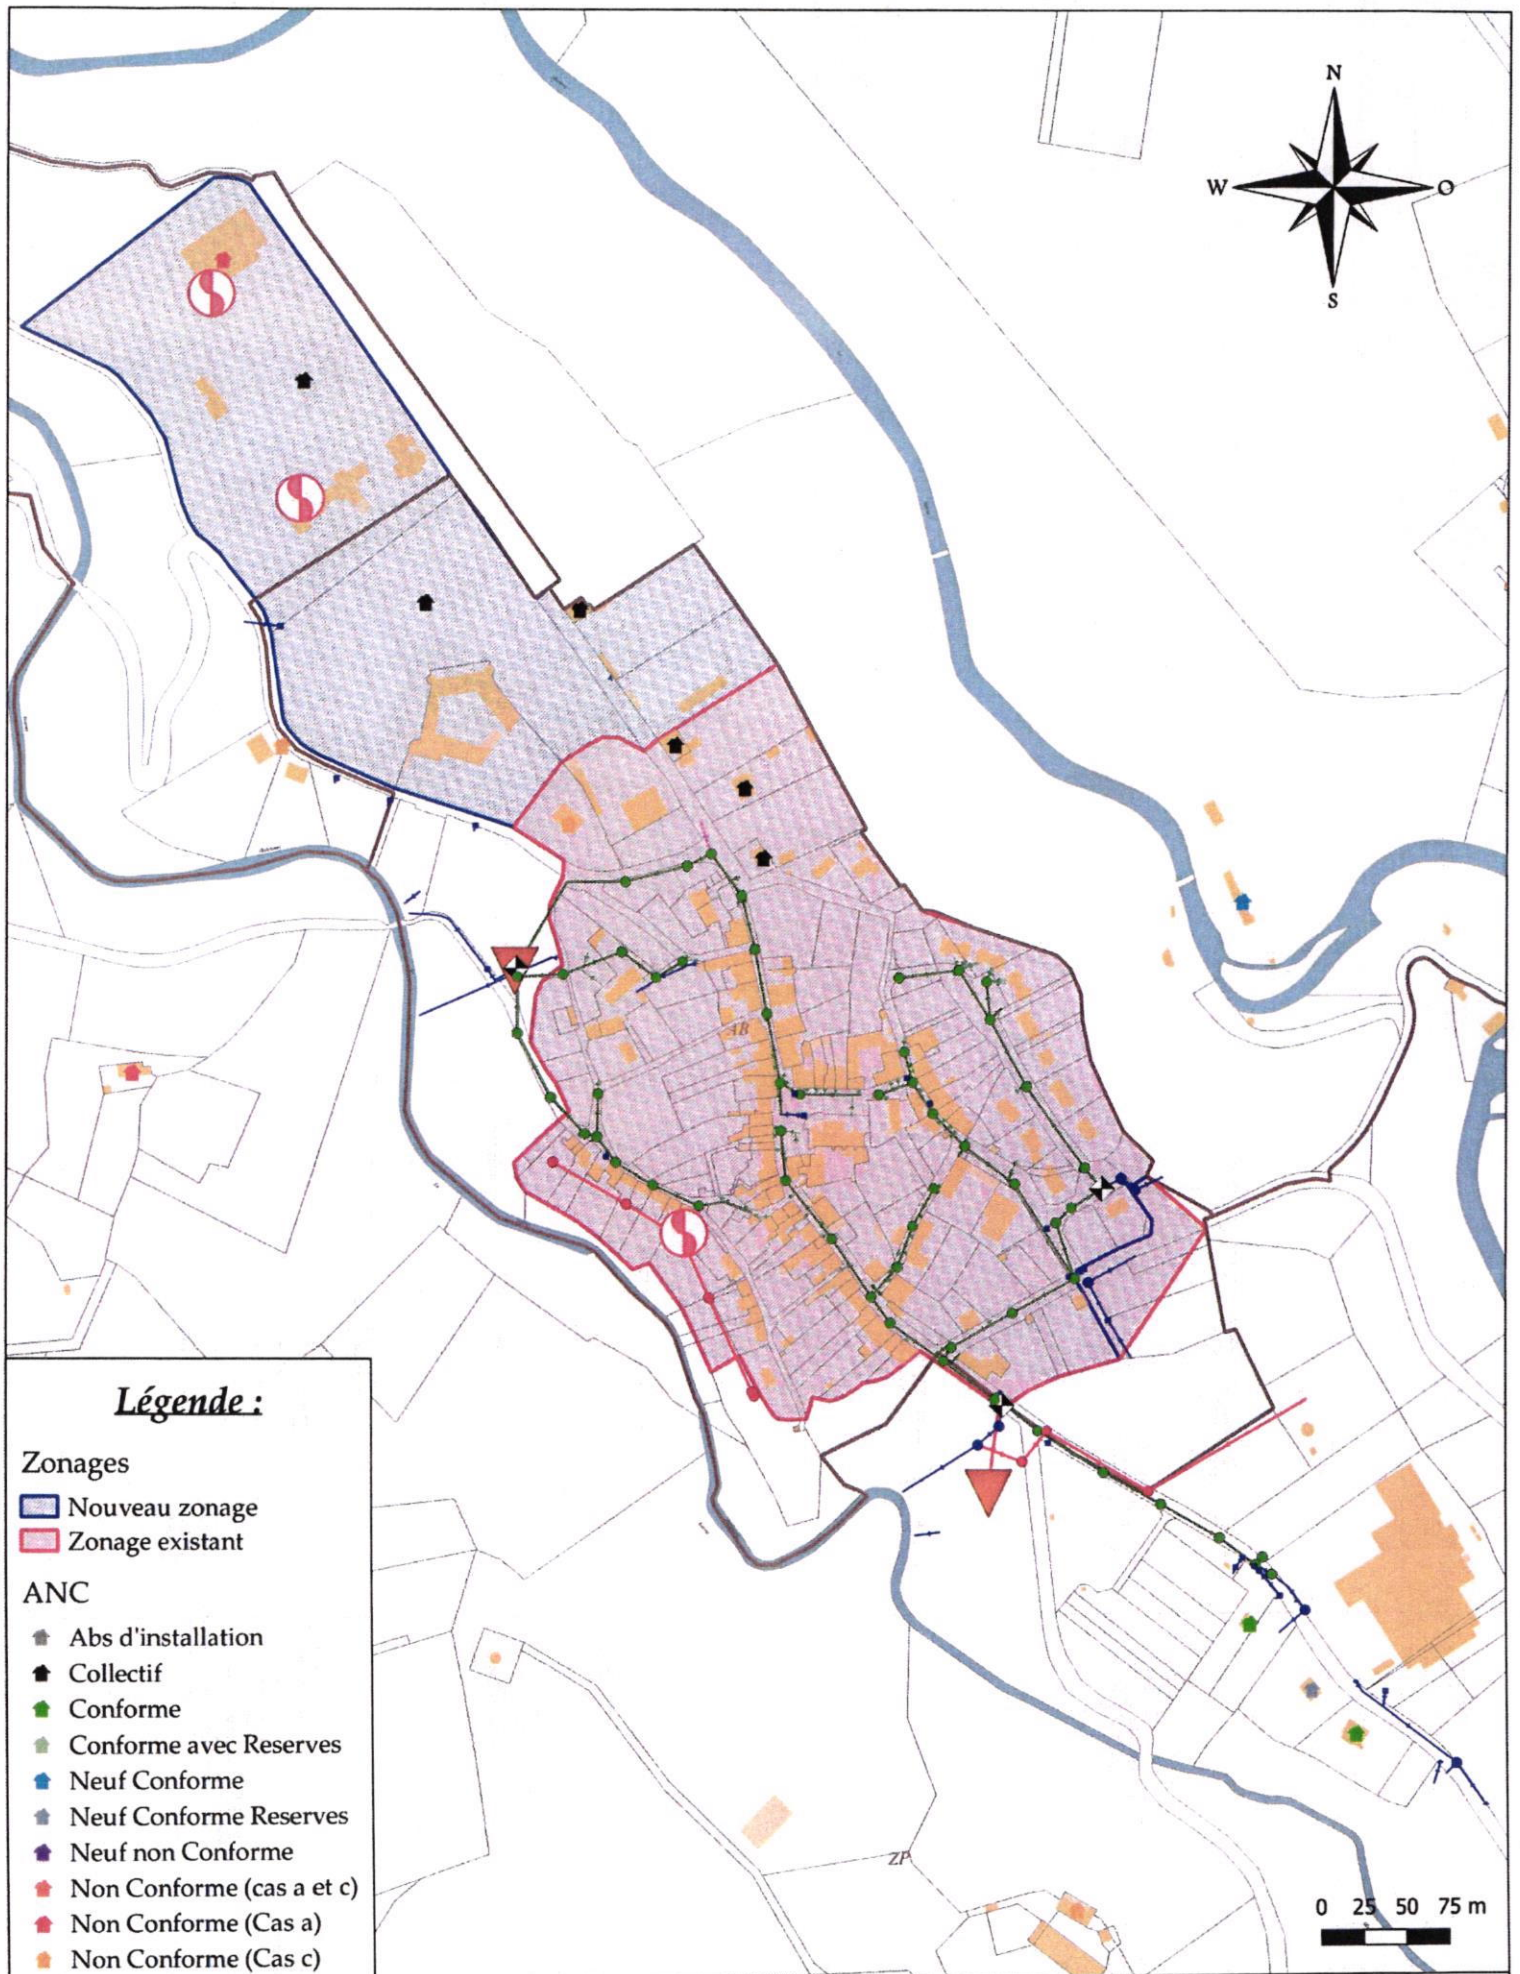 N
W
O
S
AB
Légende :
Zonages
Nouveau zonage
Zonage existant
ANC
Abs d'installation
Collectif
Conforme
Conforme avec Reserves
Neuf Conforme
Neuf Conforme Reserves
Neuf non Conforme
Non Conforme (cas a et c)
Non Conforme (Cas a)
Non Conforme (Cas c)
ZP
0 25 50 75 m